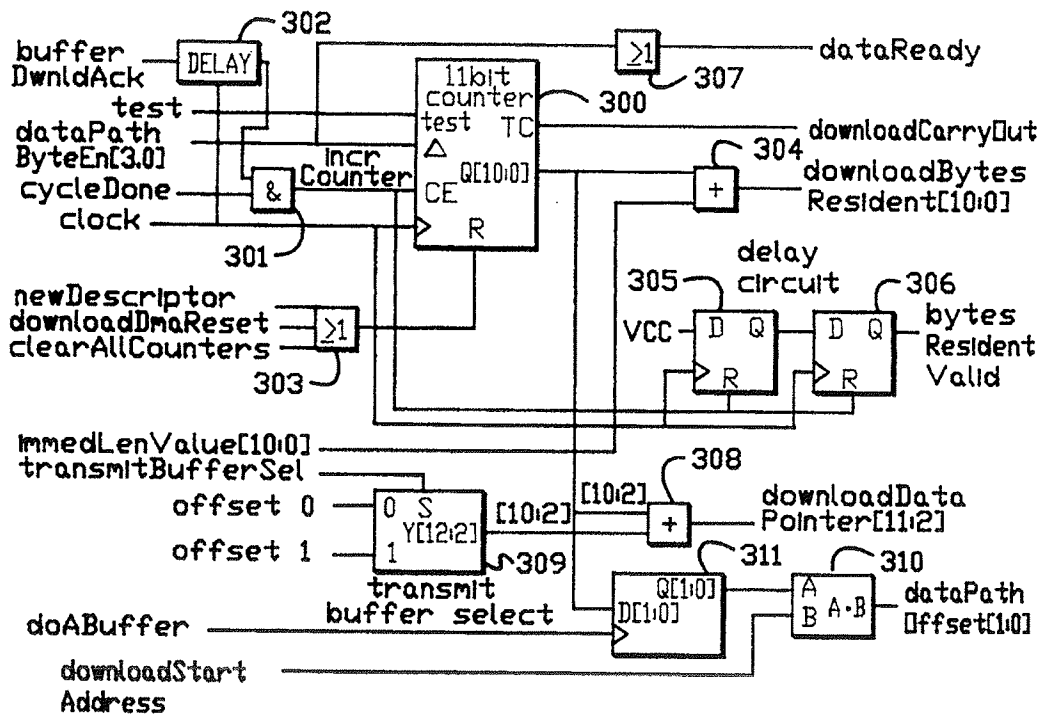 302
buffer
DwnldAck
DELAY
≥1
dataReady
307
11bit
counter
300
test
test
TC
downloadCarryOut
dataPath
ByteEn[3.0]
Δ
Incr
Counter
Q[10:0]
304
cycleDone
&
CE
+
downloadBytes
Resident[10:0]
clock
R
301
delay
circuit
305
306
newDescriptor
downloadDmaReset
clearAllCounters
≥1
303
VCC
D Q
R
D Q
R
bytes
Resident
Valid
immedLenValue[10:0]
transmitBufferSel
308
offset 0
0 S
Y[12:2]
[10:2]
[10:2]
+
downloadData
Pointer[11:2]
offset 1
1
309
311
310
transmit
buffer select
Q[1:0]
D[1:0]
A
B
A·B
dataPath
Offset[1:0]
doABuffer
downloadStart
Address